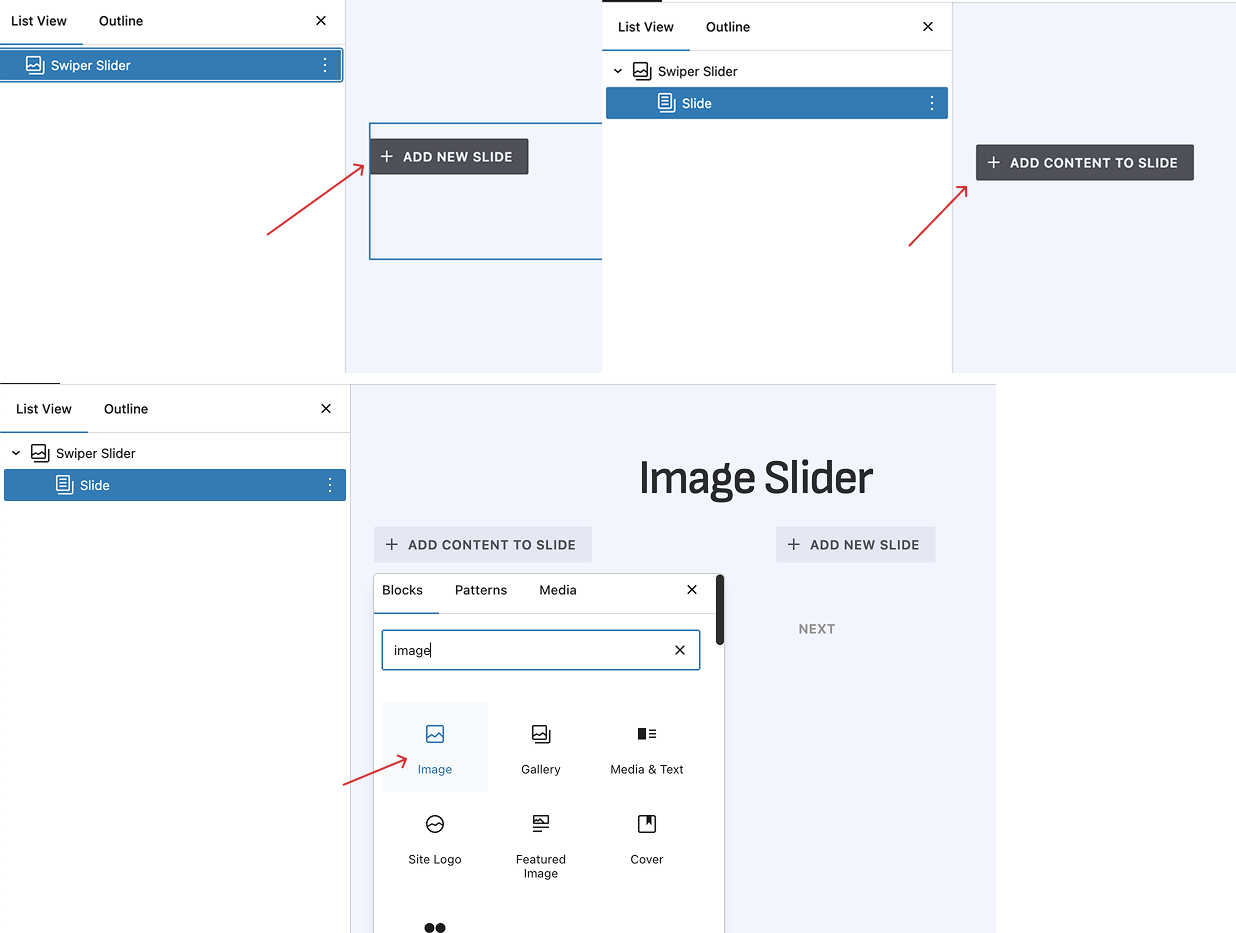 List View Outline
Swiper Slider
ADD NEW SLIDE
List View Outline
Swiper Slider
Slide
ADD CONTENT TO SLIDE
List View Outline
Swiper Slider
Slide
Image Slider
ADD CONTENT TO SLIDE
ADD NEW SLIDE
Blocks Patterns Media
image
NEXT
Image Gallery Media & Text
Site Logo Featured Image Cover